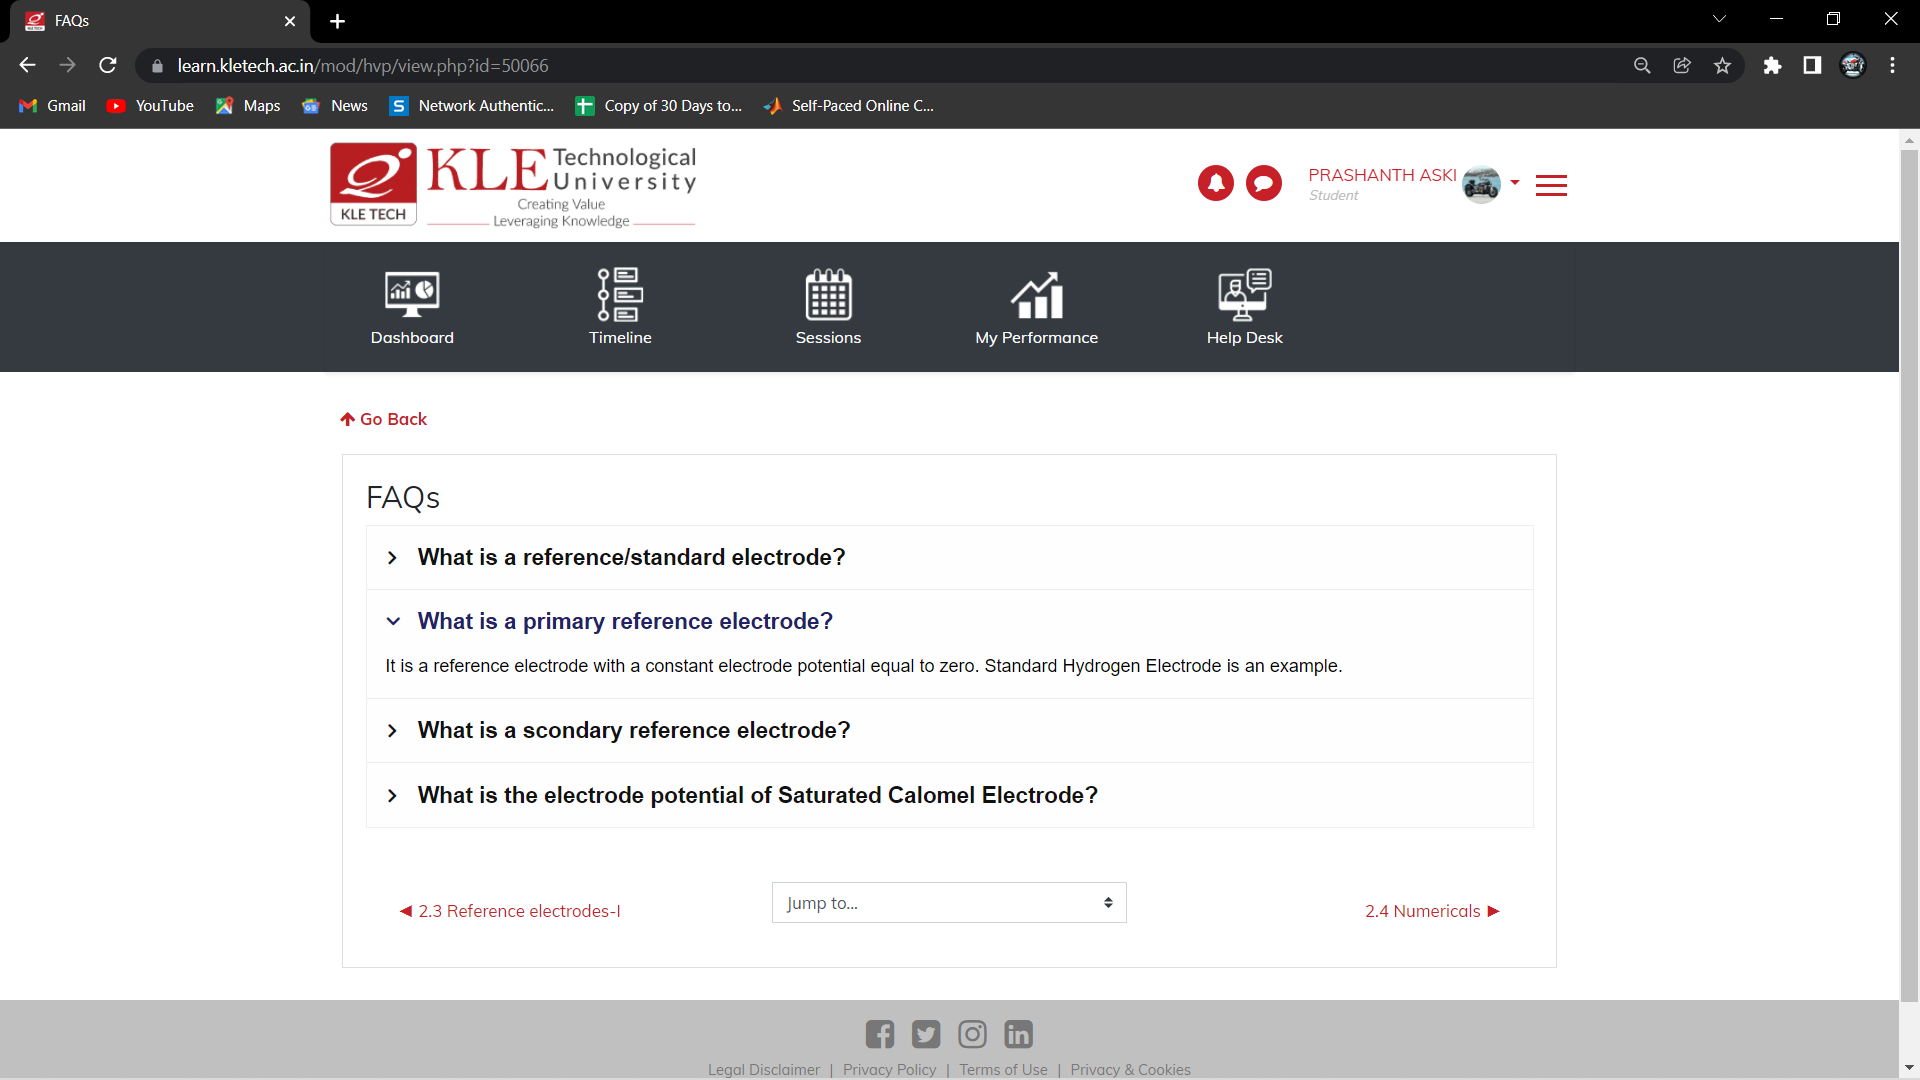 FAQs
learn.kletech.ac.in/mod/hvp/view.php?id=50066
Gmail YouTube Maps News Network Authentic... Copy of 30 Days to... Self-Paced Online C...
KLE TECH
KLE Technological University
Creating Value
Leveraging Knowledge
PRASHANTH ASKI
Student
Dashboard Timeline Sessions My Performance Help Desk
Go Back
FAQs
What is a reference/standard electrode?
What is a primary reference electrode?
It is a reference electrode with a constant electrode potential equal to zero. Standard Hydrogen Electrode is an example.
What is a scondary reference electrode?
What is the electrode potential of Saturated Calomel Electrode?
◄ 2.3 Reference electrodes-I Jump to... 2.4 Numericals ►
Legal Disclaimer | Privacy Policy | Terms of Use | Privacy & Cookies